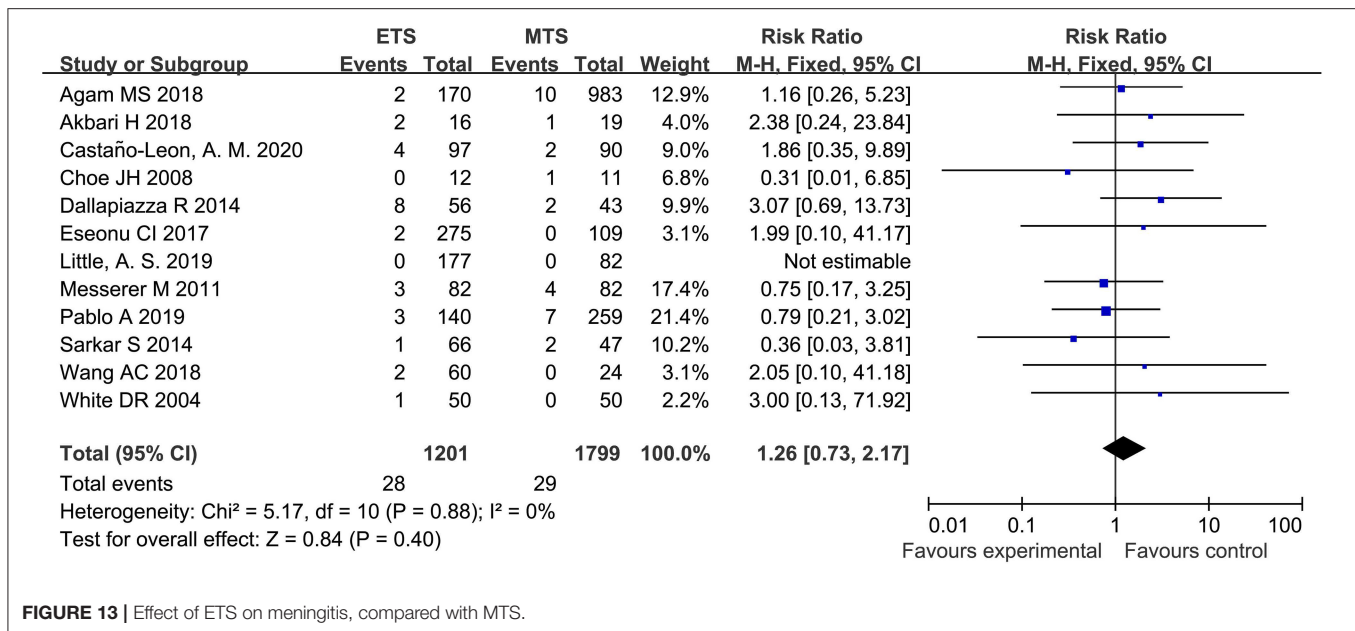 ETS MTS Risk Ratio Risk Ratio
Study or Subgroup Events Total Events Total Weight M-H, Fixed, 95% CI M-H, Fixed, 95% CI
Agam MS 2018 2 170 10 983 12.9% 1.16 [0.26, 5.23]
Akbari H 2018 2 16 1 19 4.0% 2.38 [0.24, 23.84]
Castaño-Leon, A. M. 2020 4 97 2 90 9.0% 1.86 [0.35, 9.89]
Choe JH 2008 0 12 1 11 6.8% 0.31 [0.01, 6.85]
Dallapiazza R 2014 8 56 2 43 9.9% 3.07 [0.69, 13.73]
Eseonu CI 2017 2 275 0 109 3.1% 1.99 [0.10, 41.17]
Little, A. S. 2019 0 177 0 82 Not estimable
Messerer M 2011 3 82 4 82 17.4% 0.75 [0.17, 3.25]
Pablo A 2019 3 140 7 259 21.4% 0.79 [0.21, 3.02]
Sarkar S 2014 1 66 2 47 10.2% 0.36 [0.03, 3.81]
Wang AC 2018 2 60 0 24 3.1% 2.05 [0.10, 41.18]
White DR 2004 1 50 0 50 2.2% 3.00 [0.13, 71.92]
Total (95% CI) 1201 1799 100.0% 1.26 [0.73, 2.17]
Total events 28 29
Heterogeneity: Chi² = 5.17, df = 10 (P = 0.88); I² = 0%
Test for overall effect: Z = 0.84 (P = 0.40)
0.01 0.1 1 10 100
Favours experimental Favours control
FIGURE 13 | Effect of ETS on meningitis, compared with MTS.